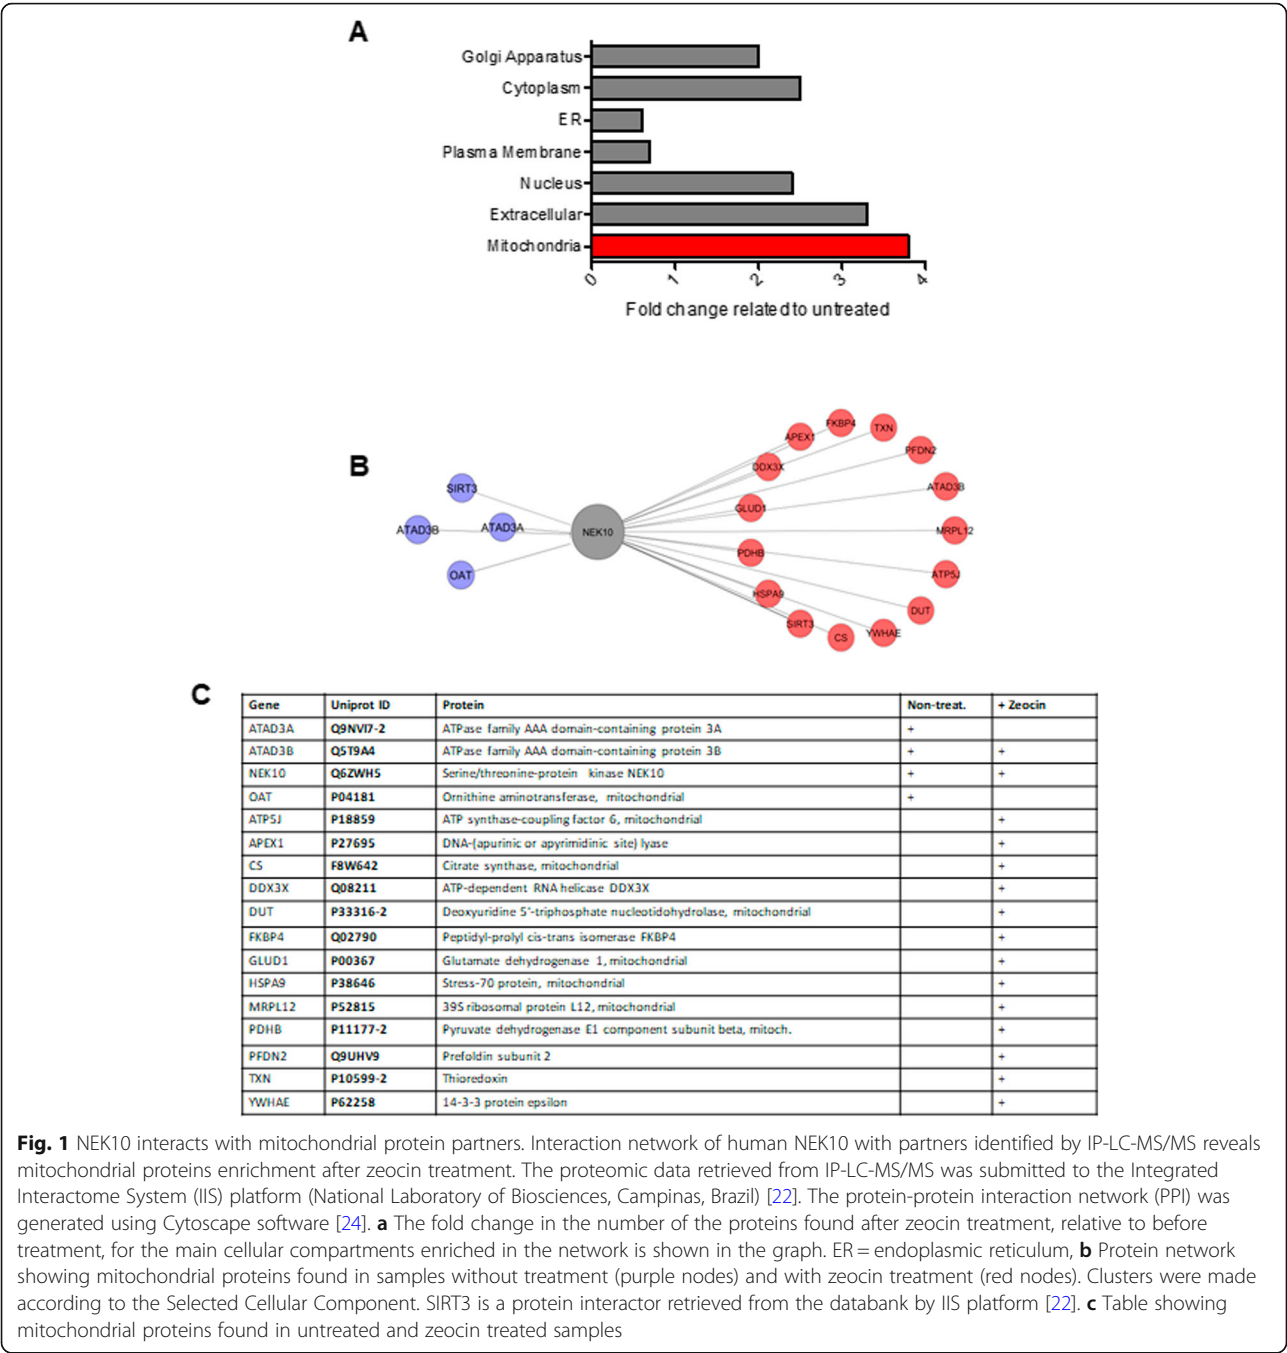 A
Golgi Apparatus
Cytoplasm
ER
Plasma Membrane
Nucleus
Extracellular
Mitochondria
0 1 2 3 4
Fold change related to untreated
B
SIRT3
ATAD3B
ATAD3A
OAT
NEK10
APEX1
FKBP4
TXN
DDX3X
PFDN2
GLUD1
ATAD3B
MRPL12
PDHB
ATP5J
HSPA9
DUT
SIRT3
CS
YWHAE
C
Gene Uniprot ID Protein Non-treat. + Zeocin
ATAD3A Q9NVI7-2 ATPase family AAA domain-containing protein 3A +
ATAD3B Q5T9A4 ATPase family AAA domain-containing protein 3B + +
NEK10 Q6ZWH5 Serine/threonine-protein kinase NEK10 + +
OAT P04181 Ornithine aminotransferase, mitochondrial +
ATP5J P18859 ATP synthase-coupling factor 6, mitochondrial +
APEX1 P27695 DNA-(apurinic or apyrimidinic site) lyase +
CS F8W642 Citrate synthase, mitochondrial +
DDX3X Q08211 ATP-dependent RNA helicase DDX3X +
DUT P33316-2 Deoxyuridine 5'-triphosphate nucleotidohydrolase, mitochondrial +
FKBP4 Q02790 Peptidyl-prolyl cis-trans isomerase FKBP4 +
GLUD1 P00367 Glutamate dehydrogenase 1, mitochondrial +
HSPA9 P38646 Stress-70 protein, mitochondrial +
MRPL12 P52815 39S ribosomal protein L12, mitochondrial +
PDHB P11177-2 Pyruvate dehydrogenase E1 component subunit beta, mitoch. +
PFDN2 Q9UHV9 Prefoldin subunit 2 +
TXN P10599-2 Thioredoxin +
YWHAE P62258 14-3-3 protein epsilon +
Fig. 1 NEK10 interacts with mitochondrial protein partners. Interaction network of human NEK10 with partners identified by IP-LC-MS/MS reveals
mitochondrial proteins enrichment after zeocin treatment. The proteomic data retrieved from IP-LC-MS/MS was submitted to the Integrated
Interactome System (IIS) platform (National Laboratory of Biosciences, Campinas, Brazil) [22]. The protein-protein interaction network (PPI) was
generated using Cytoscape software [24]. a The fold change in the number of the proteins found after zeocin treatment, relative to before
treatment, for the main cellular compartments enriched in the network is shown in the graph. ER = endoplasmic reticulum, b Protein network
showing mitochondrial proteins found in samples without treatment (purple nodes) and with zeocin treatment (red nodes). Clusters were made
according to the Selected Cellular Component. SIRT3 is a protein interactor retrieved from the databank by IIS platform [22]. c Table showing
mitochondrial proteins found in untreated and zeocin treated samples